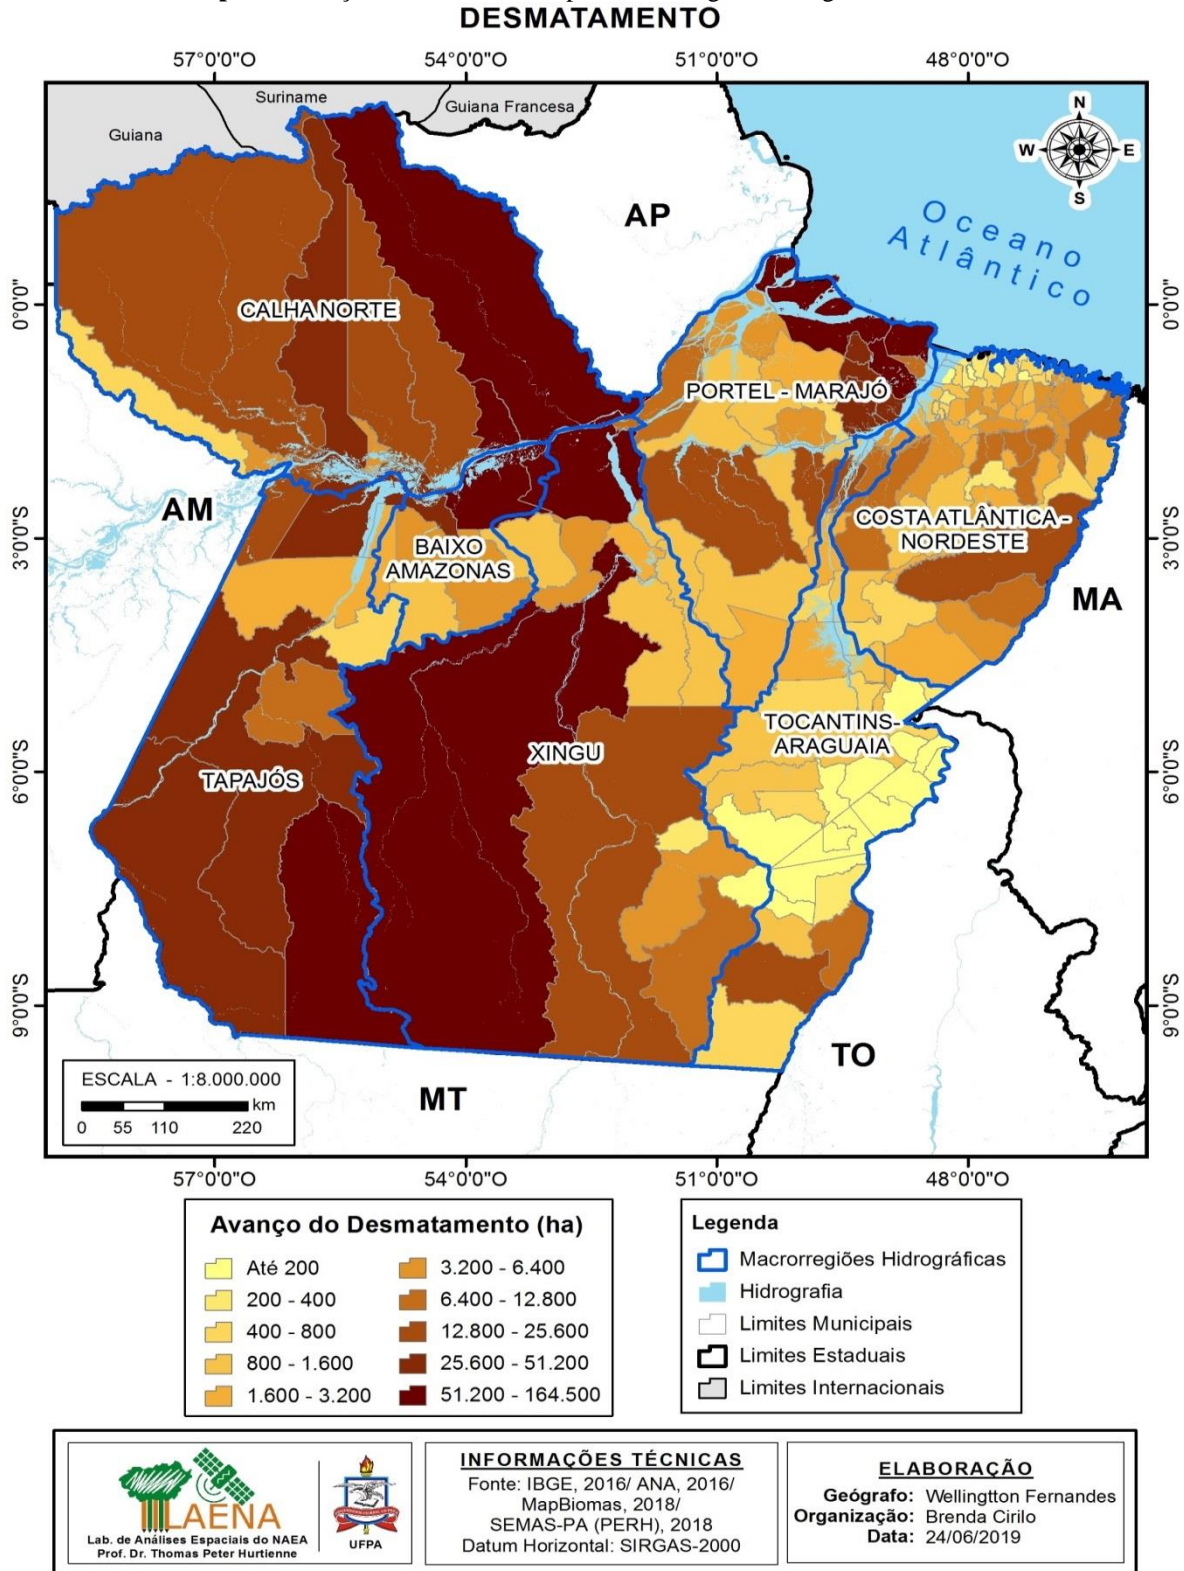 DESMATAMENTO
57°0'0"O 54°0'0"O 51°0'0"O 48°0'0"O
Suriname
Guiana Francesa
Guiana
N
W E
S
AP
Oceano
Atlântico
0°0'0" 0°0'0"
CALHA NORTE
PORTEL - MARAJÓ
AM
COSTA ATLÂNTICA -
NORDESTE
3°0'0"S 3°0'0"S
BAIXO
AMAZONAS
MA
TOCANTINS-
ARAGUAIA
XINGU
TAPAJÓS
6°0'0"S 6°0'0"S
9°0'0"S 9°0'0"S
TO
MT
ESCALA - 1:8.000.000
km
0 55 110 220
57°0'0"O 54°0'0"O 51°0'0"O 48°0'0"O
Avanço do Desmatamento (ha)
Até 200
200 - 400
400 - 800
800 - 1.600
1.600 - 3.200
3.200 - 6.400
6.400 - 12.800
12.800 - 25.600
25.600 - 51.200
51.200 - 164.500
Legenda
Macrorregiões Hidrográficas
Hidrografia
Limites Municipais
Limites Estaduais
Limites Internacionais
LAENA
Lab. de Análises Espaciais do NAEA
Prof. Dr. Thomas Peter Hurtienne
UFPA
INFORMAÇÕES TÉCNICAS
Fonte: IBGE, 2016/ ANA, 2016/
MapBiomas, 2018/
SEMAS-PA (PERH), 2018
Datum Horizontal: SIRGAS-2000
ELABORAÇÃO
Geógrafo: Wellingtton Fernandes
Organização: Brenda Cirilo
Data: 24/06/2019